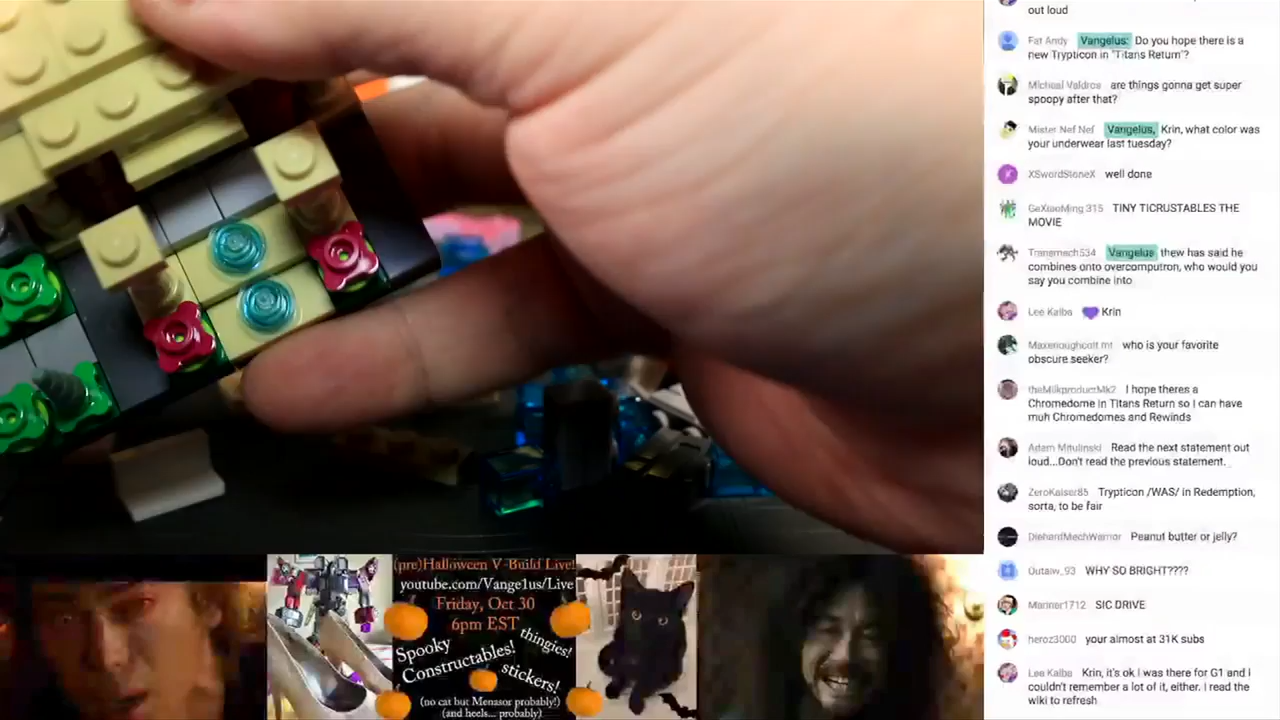 (pre)Halloween V-Build Live!
youtube.com/Vange1us/Live
Friday, Oct 30
6pm EST
Spooky
Constructables!
thingies!
stickers!
(no cat but Menasor probably!)
(and heels... probably)
out loud
Fat Andy Vangelus: Do you hope there is a
new Trypticon in "Titans Return"?
Micheal Valdros are things gonna get super
spoopy after that?
Mister Nef Nef Vangelus, Krin, what color was
your underwear last tuesday?
XSwordStoneX well done
GeXiaoMing 315 TINY TICRUSTABLES THE
MOVIE
Transmech534 Vangelus thew has said he
combines onto overcomputron, who would you
say you combine into
Lee Kalba 💜 Krin
Maxenoughcott mt who is your favorite
obscure seeker?
theMilkproductMk2 I hope theres a
Chromedome in Titans Return so I can have
muh Chromedomes and Rewinds
Adam Mitulinski Read the next statement out
loud...Don't read the previous statement.
ZeroKaiser85 Trypticon /WAS/ in Redemption,
sorta, to be fair
DiehardMechWarrior Peanut butter or jelly?
Outalw_93 WHY SO BRIGHT????
Mariner1712 SIC DRIVE
heroz3000 your almost at 31K subs
Lee Kalba Krin, it's ok I was there for G1 and I
couldn't remember a lot of it, either. I read the
wiki to refresh